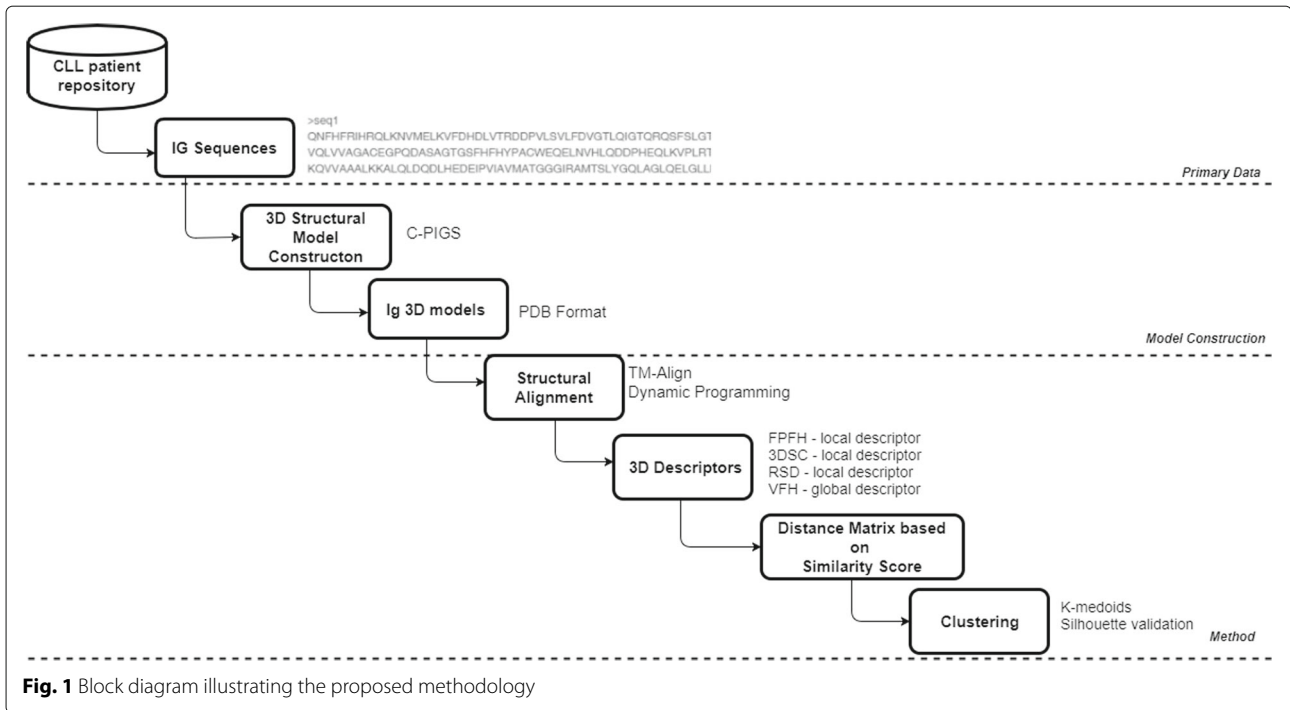 CLL patient
repository
IG Sequences
>seq1
QNFHFRIHRQLKNVMELKVFDHDLVTRDDPVLSVLFDVGTLQIGTQRQSFSLGT
VQLVVAGACEGPQDASAGTGSFHFHYPACWEQELNVHLQDDPHEQLKVPLRT
KQVVAAALKKALQLDQDLHEDEIPVIAVMATGGGIRAMTSLYGQLAGLQELGLL
Primary Data
3D Structural
Model
Constructon
C-PIGS
Ig 3D models
PDB Format
Model Construction
Structural
Alignment
TM-Align
Dynamic Programming
3D Descriptors
FPFH - local descriptor
3DSC - local descriptor
RSD - local descriptor
VFH - global descriptor
Distance Matrix based
on
Similarity Score
Clustering
K-medoids
Silhouette validation
Method
Fig. 1 Block diagram illustrating the proposed methodology